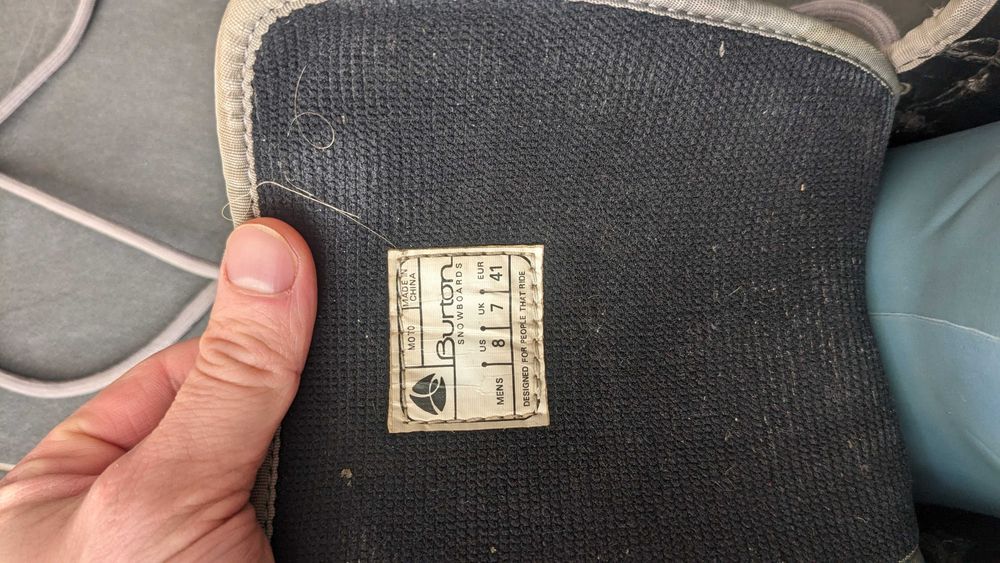 MOTO MADE IN
CHINA
Burton
SNOWBOARDS
US UK EUR
MENS 8 7 41
DESIGNED FOR PEOPLE THAT RIDE